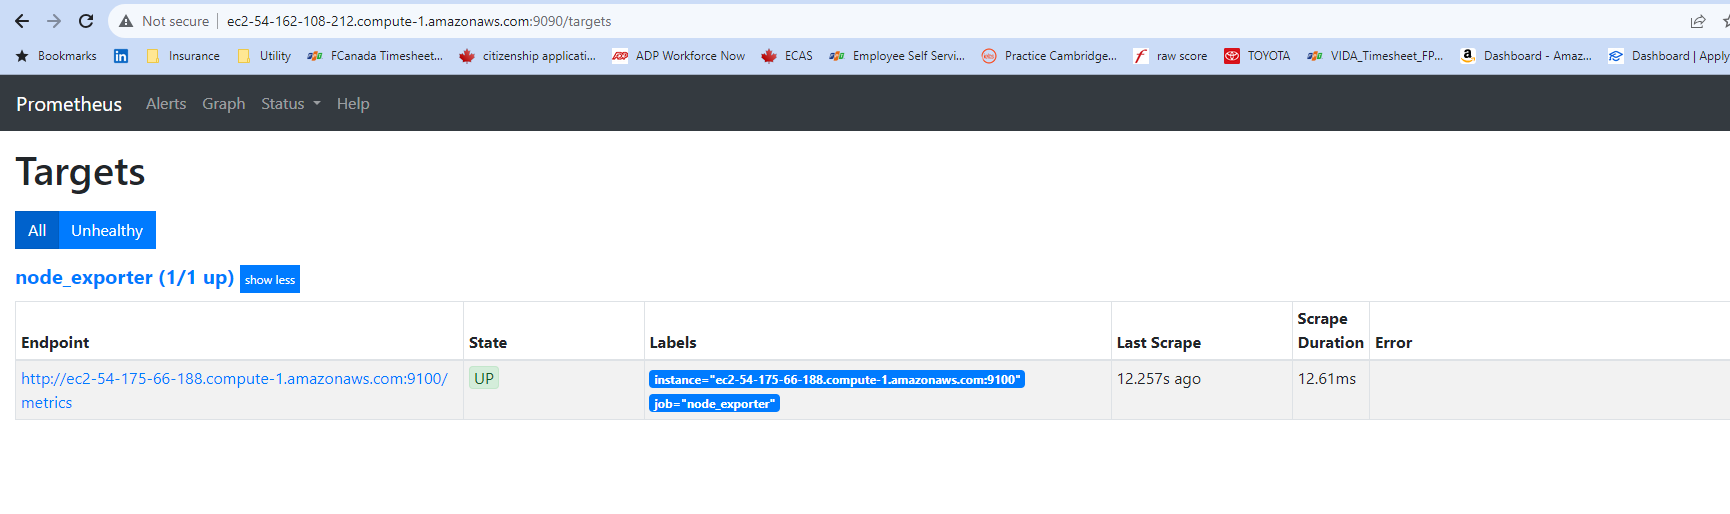 Not secure ec2-54-162-108-212.compute-1.amazonaws.com:9090/targets
Bookmarks Insurance Utility FCanada Timesheet... citizenship applicati... ADP Workforce Now ECAS Employee Self Servi... Practice Cambridge... raw score TOYOTA VIDA_Timesheet_FP... Dashboard - Amaz... Dashboard | Apply
Prometheus Alerts Graph Status Help
Targets
All Unhealthy
node_exporter (1/1 up) show less
Endpoint State Labels Last Scrape Scrape Duration Error
http://ec2-54-175-66-188.compute-1.amazonaws.com:9100/ UP instance="ec2-54-175-66-188.compute-1.amazonaws.com:9100" 12.257s ago 12.61ms
metrics job="node_exporter"